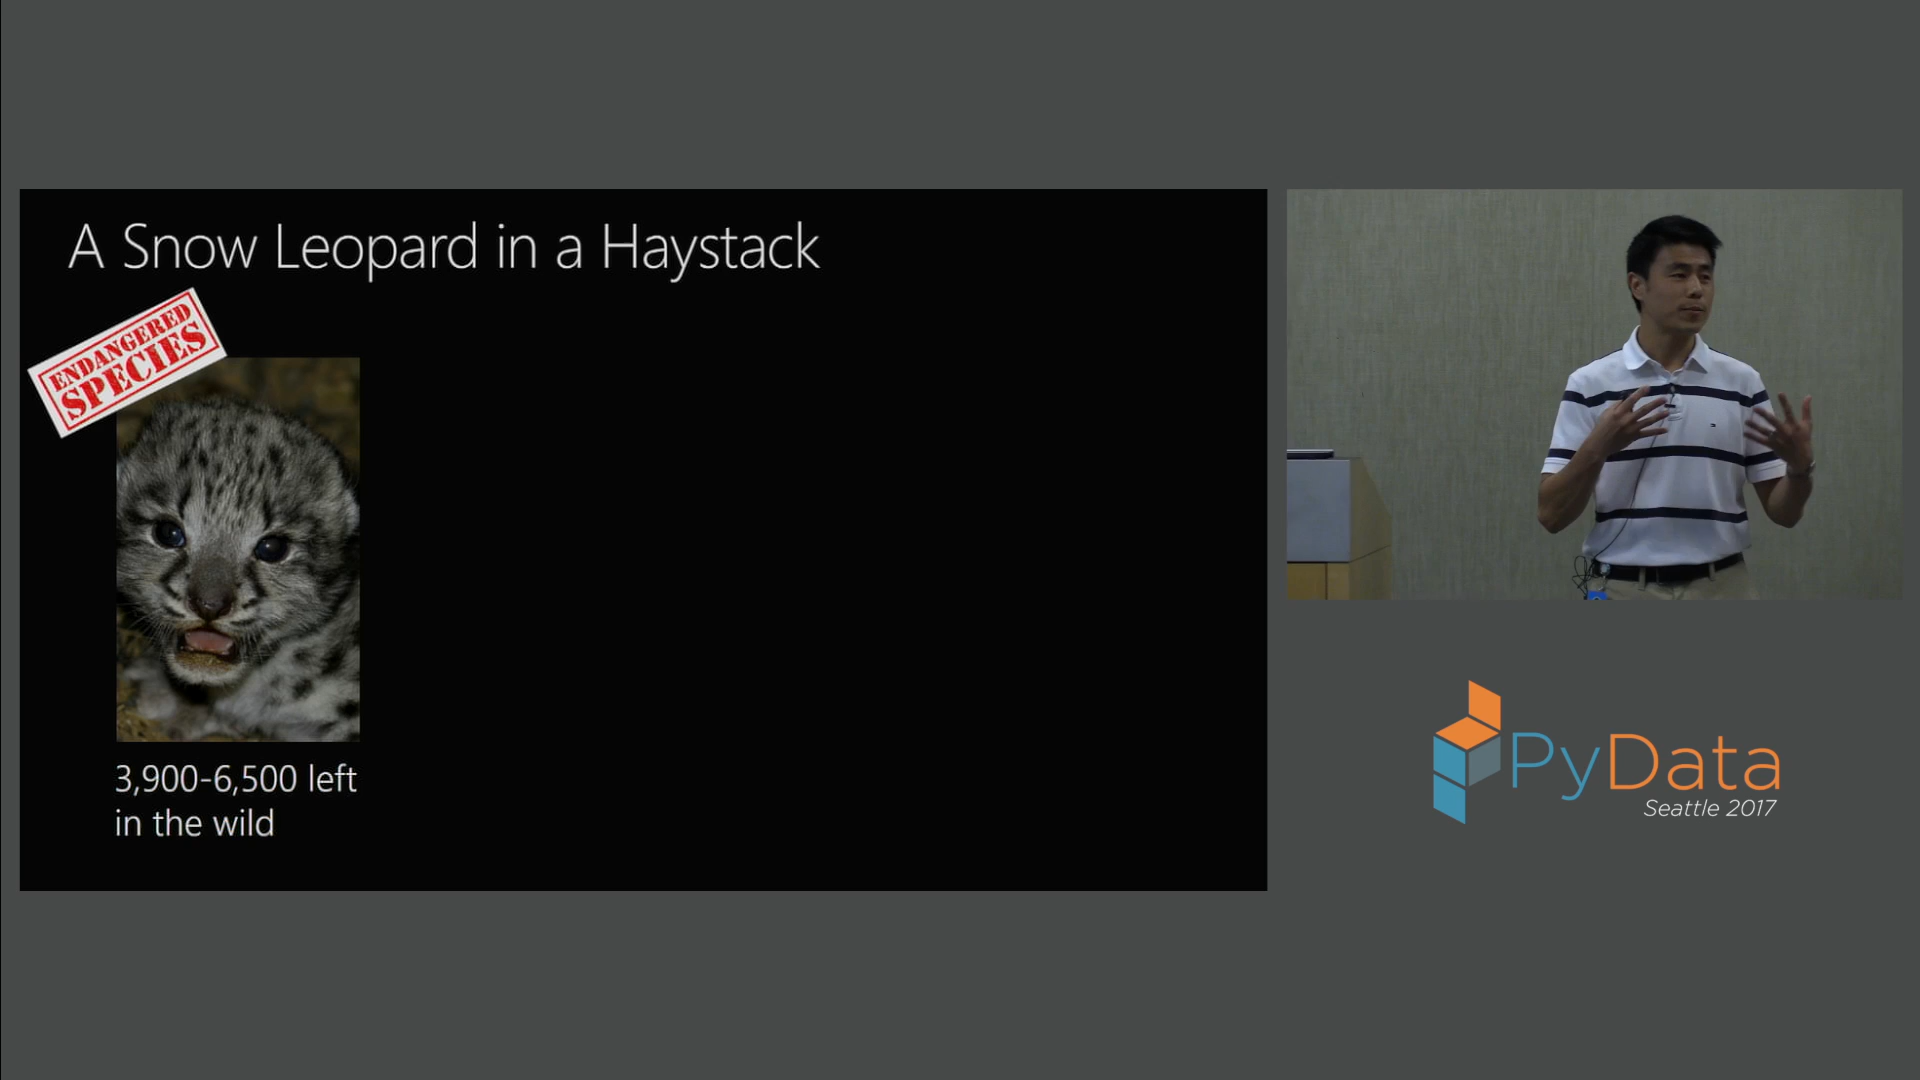 A Snow Leopard in a Haystack
ENDANGERED
SPECIES
3,900-6,500 left
in the wild
PyData
Seattle 2017